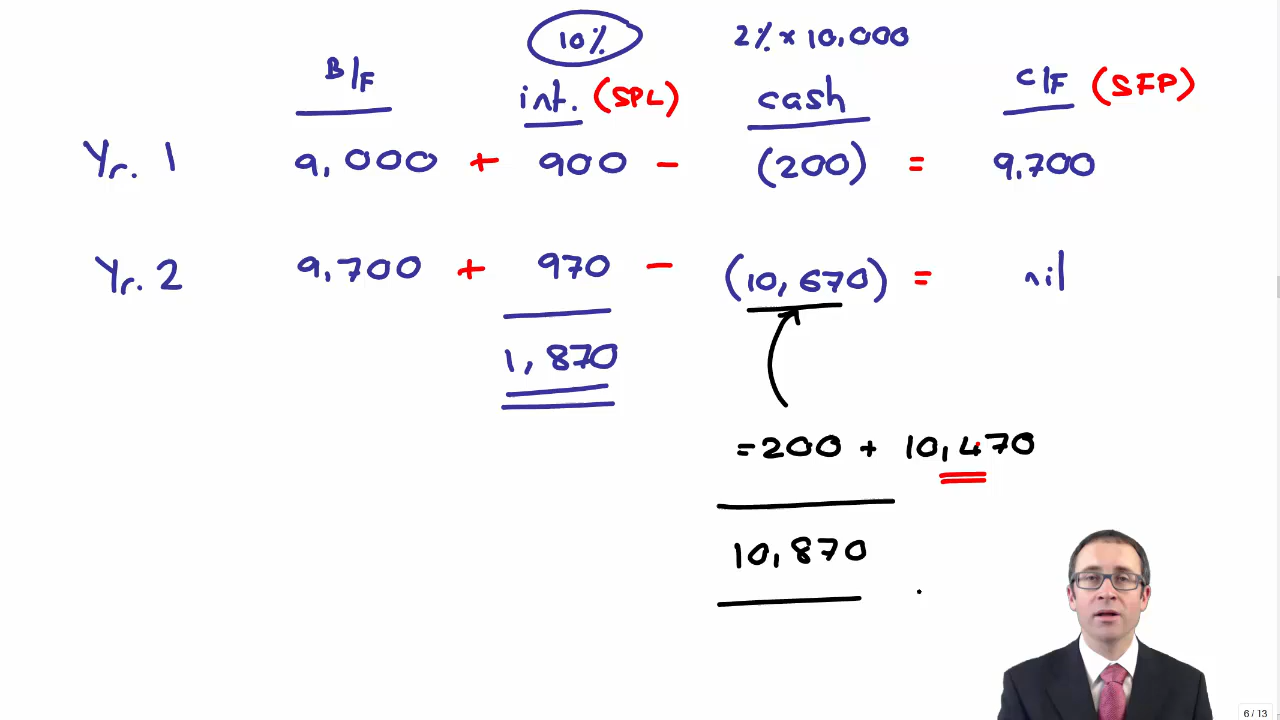 10% 2% × 10,000
B/F int. (SPL) cash C/F (SFP)
Yr. 1 9,000 + 900 - (200) = 9,700
Yr. 2 9,700 + 970 - (10,670) = nil
1,870
=200 + 10,470
10,870
6 / 13